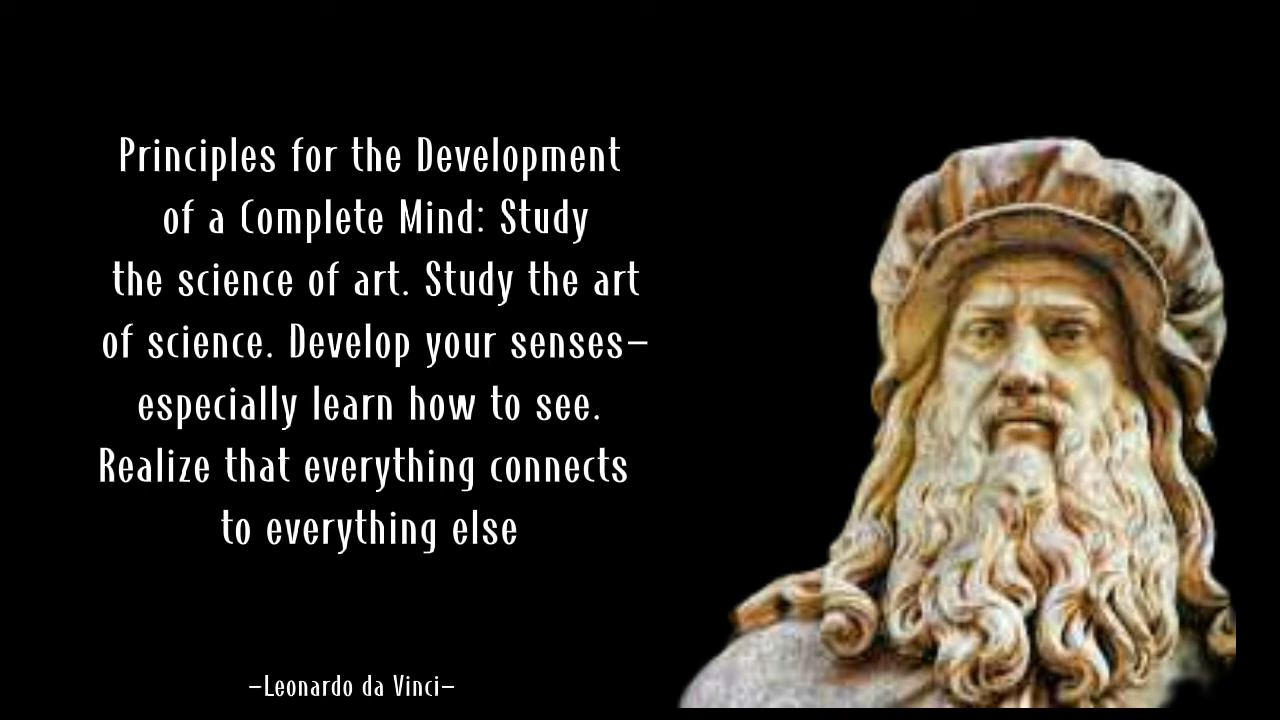 Principles for the Development
of a Complete Mind: Study
the science of art. Study the art
of science. Develop your senses–
especially learn how to see.
Realize that everything connects
to everything else
–Leonardo da Vinci–